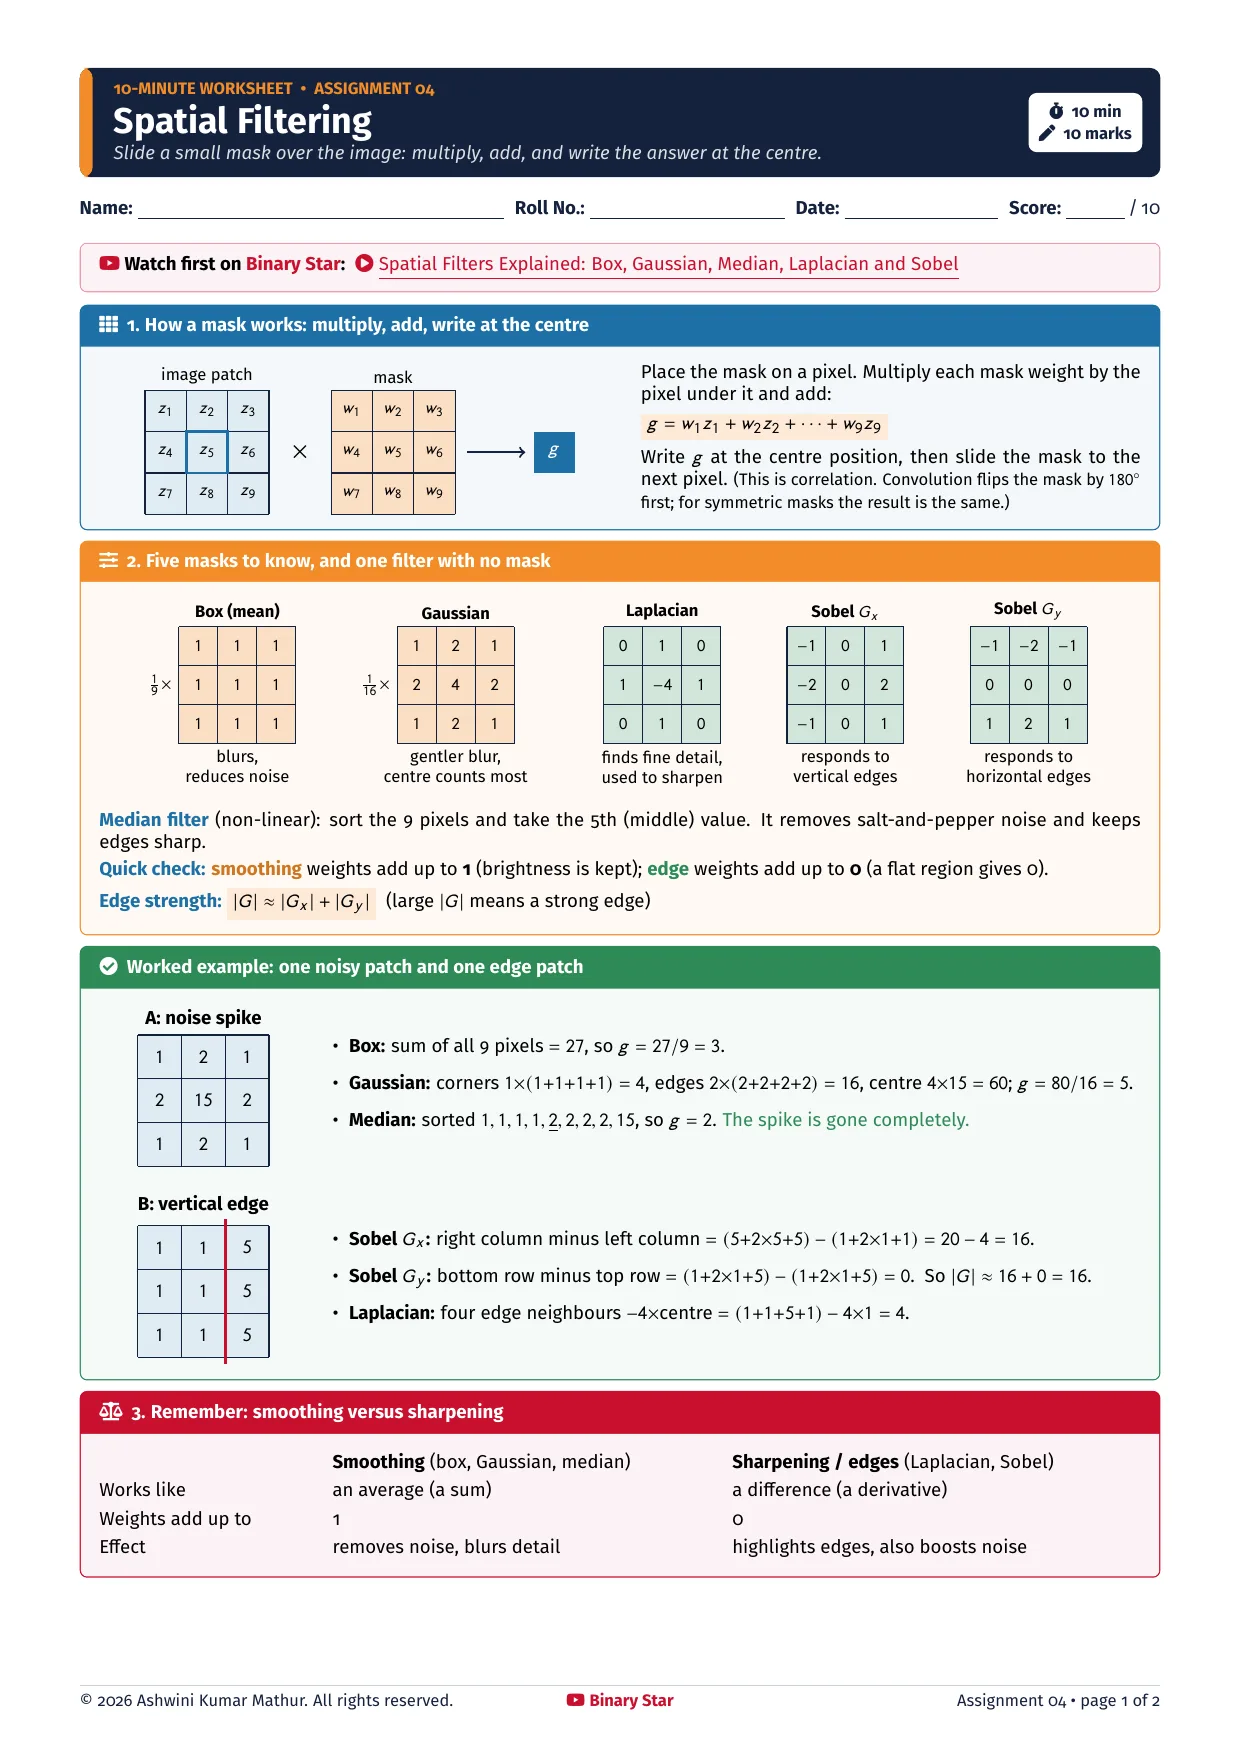 10-MINUTE WORKSHEET • ASSIGNMENT 04
Spatial Filtering
Slide a small mask over the image: multiply, add, and write the answer at the centre.
10 min
10 marks
Name: Roll No.: Date: Score: / 10
Watch first on Binary Star: Spatial Filters Explained: Box, Gaussian, Median, Laplacian and Sobel
1. How a mask works: multiply, add, write at the centre
image patch
z1 z2 z3
z4 z5 z6
z7 z8 z9
×
mask
w1 w2 w3
w4 w5 w6
w7 w8 w9
g
Place the mask on a pixel. Multiply each mask weight by the
pixel under it and add:
g = w1z1 + w2z2 + · · · + w9z9
Write g at the centre position, then slide the mask to the
next pixel. (This is correlation. Convolution flips the mask by 180°
first; for symmetric masks the result is the same.)
2. Five masks to know, and one filter with no mask
Box (mean)
1/9 ×
1 1 1
1 1 1
1 1 1
blurs,
reduces noise
Gaussian
1/16 ×
1 2 1
2 4 2
1 2 1
gentler blur,
centre counts most
Laplacian
0 1 0
1 −4 1
0 1 0
finds fine detail,
used to sharpen
Sobel Gx
−1 0 1
−2 0 2
−1 0 1
responds to
vertical edges
Sobel Gy
−1 −2 −1
0 0 0
1 2 1
responds to
horizontal edges
Median filter (non-linear): sort the 9 pixels and take the 5th (middle) value. It removes salt-and-pepper noise and keeps
edges sharp.
Quick check: smoothing weights add up to 1 (brightness is kept); edge weights add up to 0 (a flat region gives 0).
Edge strength: |G| ≈ |Gx| + |Gy| (large |G| means a strong edge)
Worked example: one noisy patch and one edge patch
A: noise spike
1 2 1
2 15 2
1 2 1
• Box: sum of all 9 pixels = 27, so g = 27/9 = 3.
• Gaussian: corners 1×(1+1+1+1) = 4, edges 2×(2+2+2+2) = 16, centre 4×15 = 60; g = 80/16 = 5.
• Median: sorted 1, 1, 1, 1, 2, 2, 2, 2, 15, so g = 2. The spike is gone completely.
B: vertical edge
1 1 5
1 1 5
1 1 5
• Sobel Gx: right column minus left column = (5+2×5+5) − (1+2×1+1) = 20 − 4 = 16.
• Sobel Gy: bottom row minus top row = (1+2×1+5) − (1+2×1+5) = 0. So |G| ≈ 16 + 0 = 16.
• Laplacian: four edge neighbours −4×centre = (1+1+5+1) − 4×1 = 4.
3. Remember: smoothing versus sharpening
Smoothing (box, Gaussian, median) Sharpening / edges (Laplacian, Sobel)
Works like an average (a sum) a difference (a derivative)
Weights add up to 1 0
Effect removes noise, blurs detail highlights edges, also boosts noise
© 2026 Ashwini Kumar Mathur. All rights reserved. Binary Star Assignment 04 • page 1 of 2